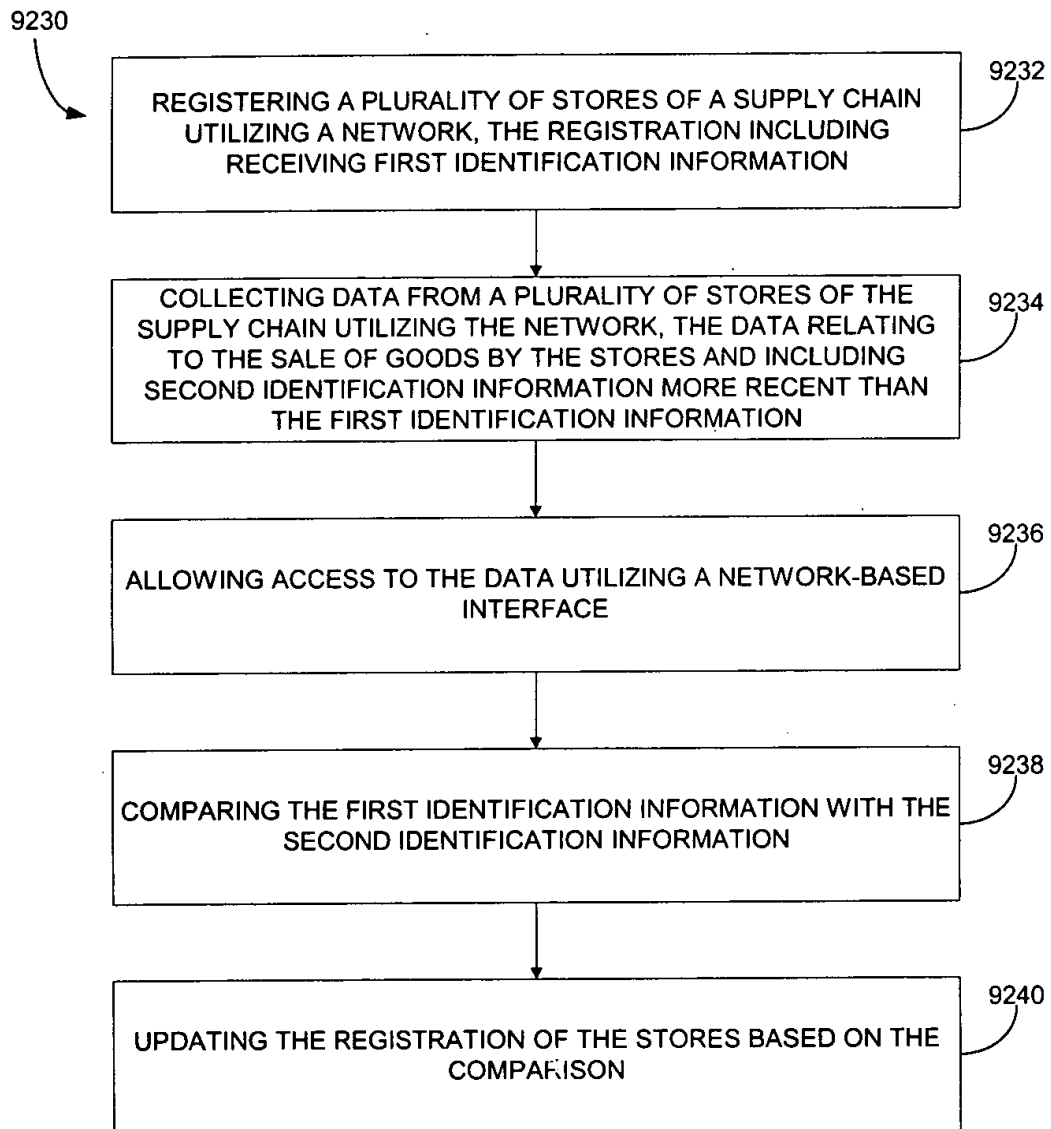 9230
9232
REGISTERING A PLURALITY OF STORES OF A SUPPLY CHAIN
UTILIZING A NETWORK, THE REGISTRATION INCLUDING
RECEIVING FIRST IDENTIFICATION INFORMATION
9234
COLLECTING DATA FROM A PLURALITY OF STORES OF THE
SUPPLY CHAIN UTILIZING THE NETWORK, THE DATA RELATING
TO THE SALE OF GOODS BY THE STORES AND INCLUDING
SECOND IDENTIFICATION INFORMATION MORE RECENT THAN
THE FIRST IDENTIFICATION INFORMATION
9236
ALLOWING ACCESS TO THE DATA UTILIZING A NETWORK-BASED
INTERFACE
9238
COMPARING THE FIRST IDENTIFICATION INFORMATION WITH THE
SECOND IDENTIFICATION INFORMATION
9240
UPDATING THE REGISTRATION OF THE STORES BASED ON THE
COMPARISON